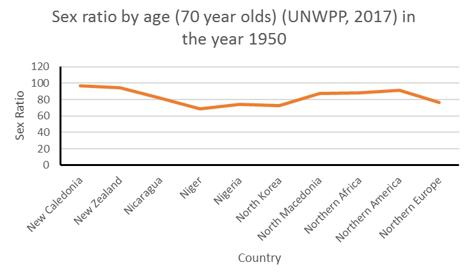 Sex ratio by age (70 year olds) (UNWPP, 2017) in
the year 1950
120
100
80
60
40
20
0
Sex Ratio
New Caledonia
New Zealand
Nicaragua
Niger
Nigeria
North Korea
North Macedonia
Northern Africa
Northern America
Northern Europe
Country